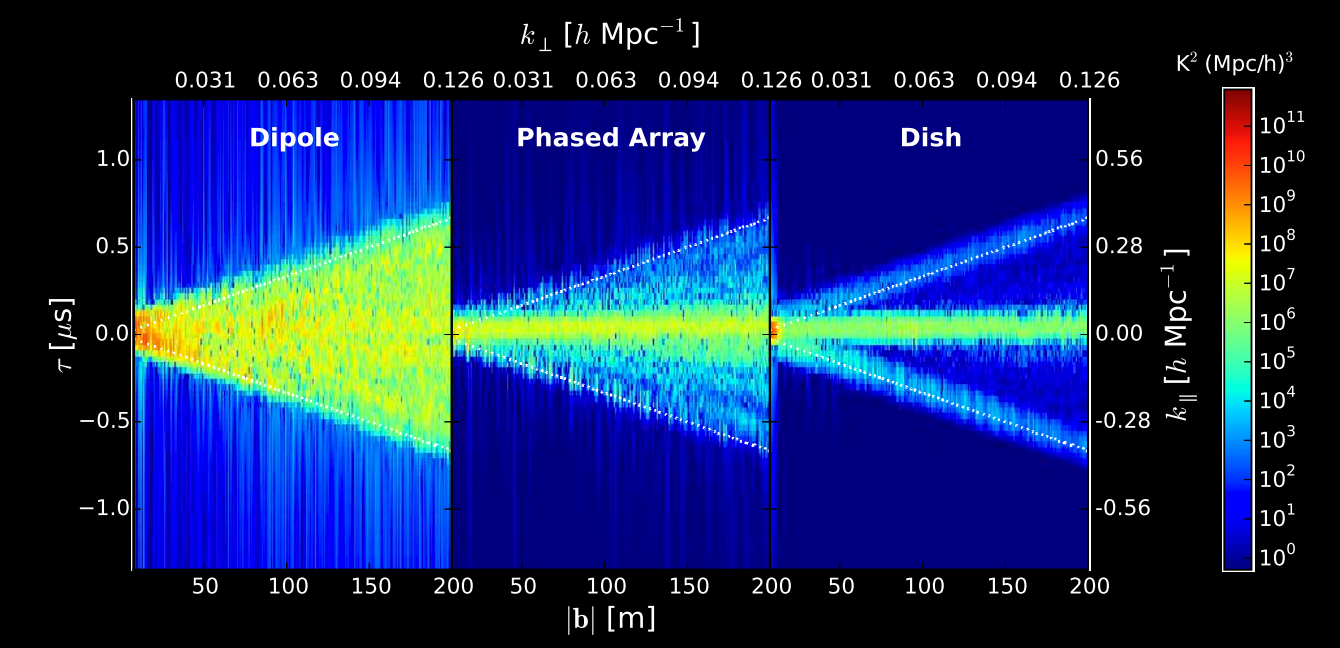 k⊥ [h Mpc⁻¹]
0.031 0.063 0.094 0.126 0.031 0.063 0.094 0.126 0.031 0.063 0.094 0.126
K² (Mpc/h)³
Dipole Phased Array Dish
1.0
0.5
0.0
−0.5
−1.0
τ [μs]
0.56
0.28
0.00
-0.28
-0.56
k∥ [h Mpc⁻¹]
10¹¹
10¹⁰
10⁹
10⁸
10⁷
10⁶
10⁵
10⁴
10³
10²
10¹
10⁰
50 100 150 200 50 100 150 200 50 100 150 200
|b| [m]